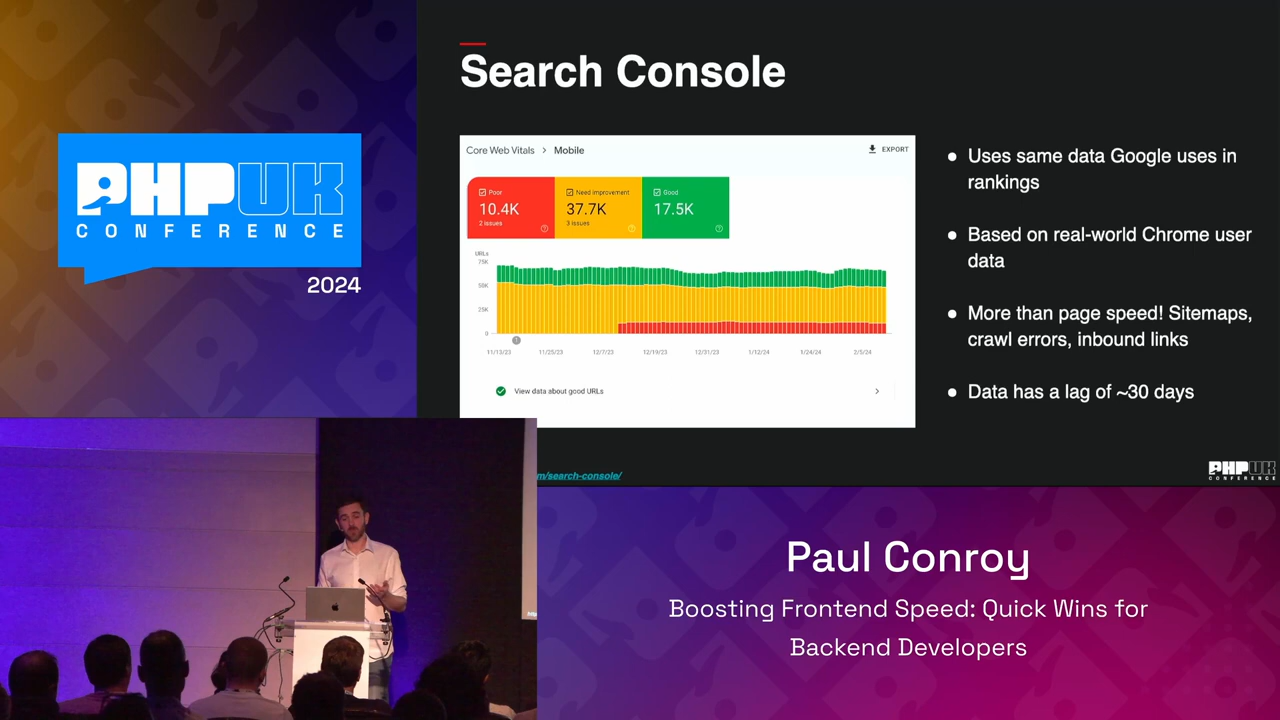 PHPUK
CONFERENCE
2024
Search Console
Core Web Vitals > Mobile
EXPORT
Poor
10.4K
2 issues
Need improvement
37.7K
3 issues
Good
17.5K
URLs
75K
50K
25K
0
1
11/13/23 11/25/23 12/7/23 12/19/23 12/31/23 1/12/24 1/24/24 2/5/24
View data about good URLs
Uses same data Google uses in
rankings
Based on real-world Chrome user
data
More than page speed! Sitemaps,
crawl errors, inbound links
Data has a lag of ~30 days
m/search-console/
PHPUK
CONFERENCE
Paul Conroy
Boosting Frontend Speed: Quick Wins for
Backend Developers